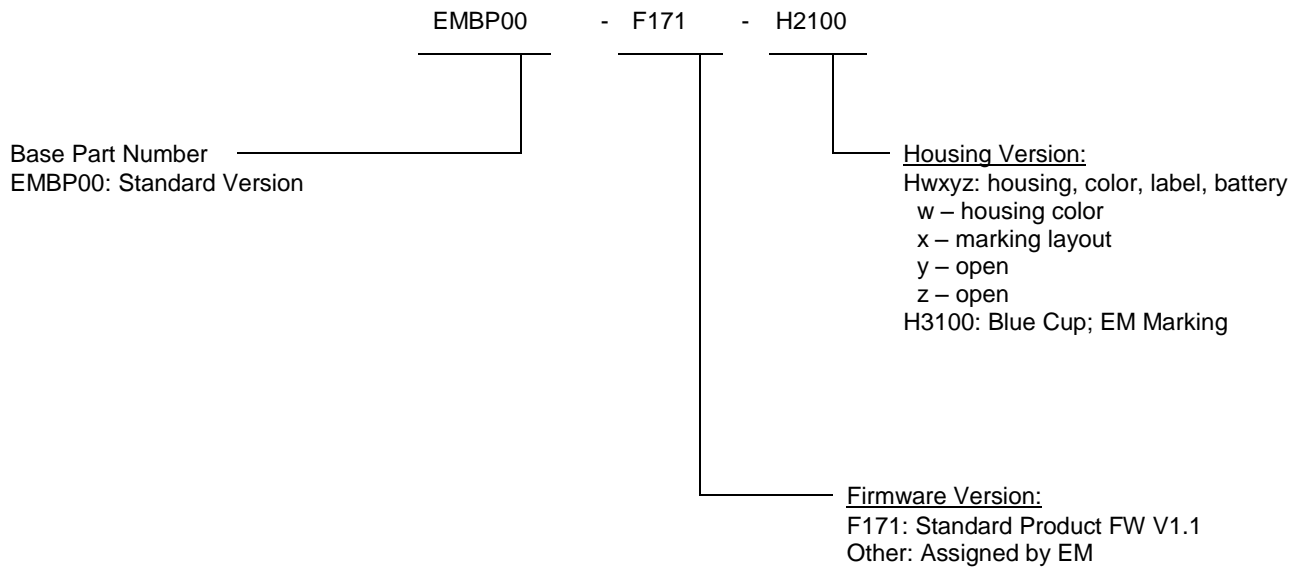 EMBP00 - F171 - H2100
Base Part Number
EMBP00: Standard Version
Housing Version:
Hwxyz: housing, color, label, battery
w – housing color
x – marking layout
y – open
z – open
H3100: Blue Cup; EM Marking
Firmware Version:
F171: Standard Product FW V1.1
Other: Assigned by EM